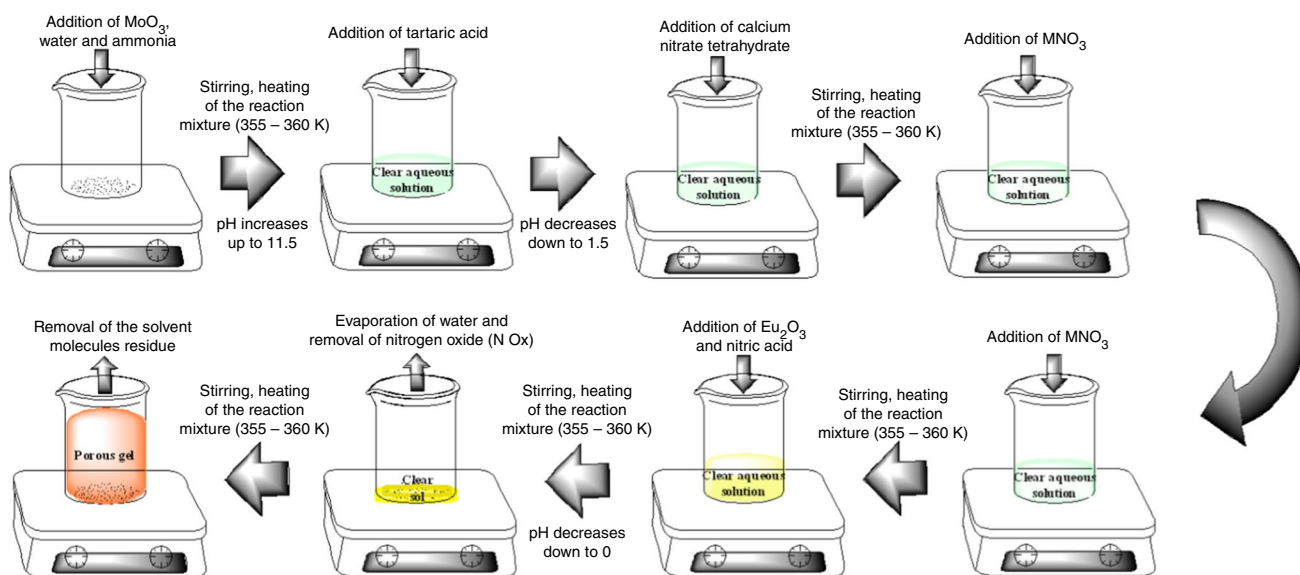 Addition of MoO₃,
water and ammonia
Stirring, heating
of the reaction
mixture (355 – 360 K)
pH increases
up to 11.5
Addition of tartaric acid
Clear aqueous
solution
pH decreases
down to 1.5
Addition of calcium
nitrate tetrahydrate
Clear aqueous
solution
Stirring, heating
of the reaction
mixture (355 – 360 K)
Addition of MNO₃
Clear aqueous
solution
Addition of MNO₃
Clear aqueous
solution
Stirring, heating
of the reaction
mixture (355 – 360 K)
Addition of Eu₂O₃
and nitric acid
Clear aqueous
solution
Stirring, heating
of the reaction
mixture (355 – 360 K)
pH decreases
down to 0
Evaporation of water and
removal of nitrogen oxide (N Ox)
Clear
sol
Stirring, heating
of the reaction
mixture (355 – 360 K)
Removal of the solvent
molecules residue
Porous gel